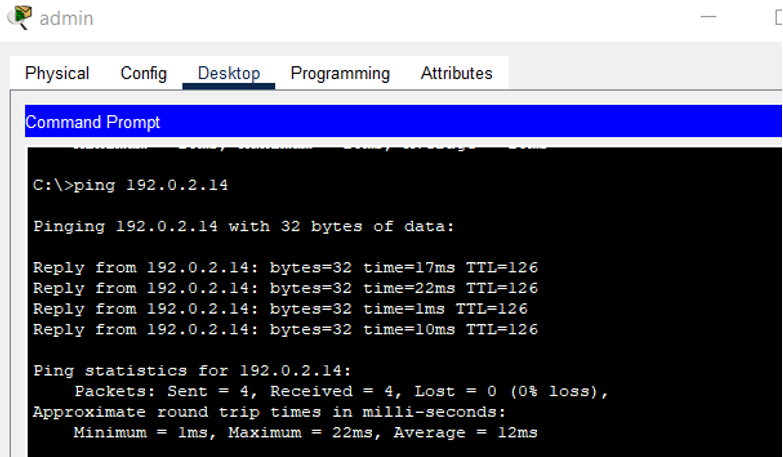 admin
Physical Config Desktop Programming Attributes
Command Prompt
C:\>ping 192.0.2.14
Pinging 192.0.2.14 with 32 bytes of data:
Reply from 192.0.2.14: bytes=32 time=17ms TTL=126
Reply from 192.0.2.14: bytes=32 time=22ms TTL=126
Reply from 192.0.2.14: bytes=32 time=1ms TTL=126
Reply from 192.0.2.14: bytes=32 time=10ms TTL=126
Ping statistics for 192.0.2.14:
Packets: Sent = 4, Received = 4, Lost = 0 (0% loss),
Approximate round trip times in milli-seconds:
Minimum = 1ms, Maximum = 22ms, Average = 12ms